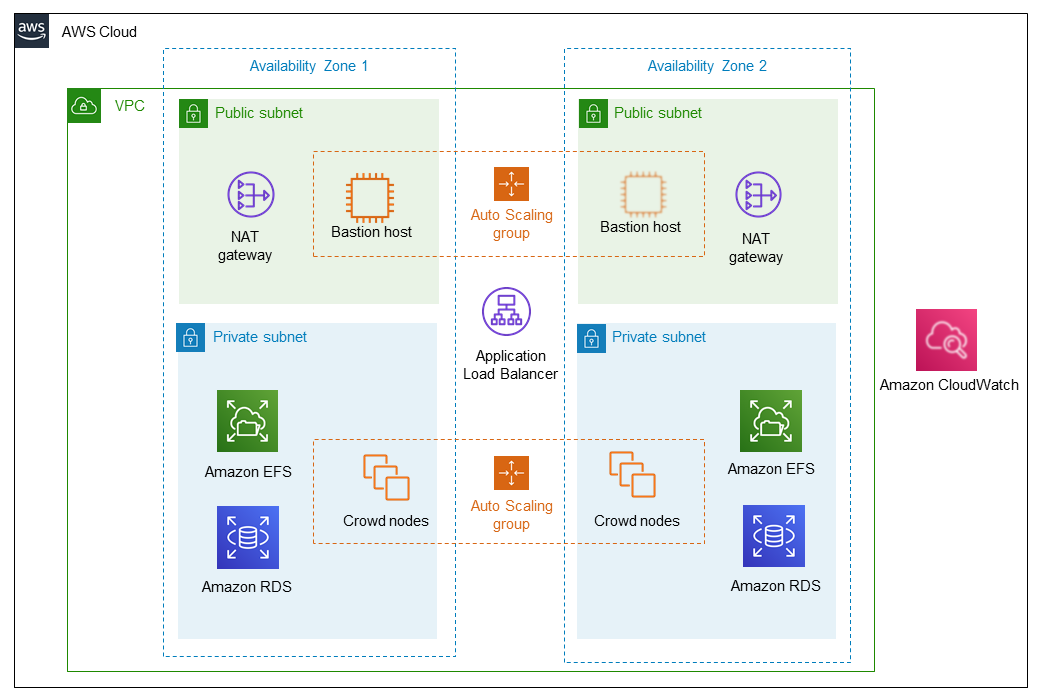 aws
AWS Cloud
Availability Zone 1
Availability Zone 2
VPC
Public subnet
Public subnet
NAT
gateway
Bastion host
Auto Scaling
group
Bastion host
NAT
gateway
Application
Load Balancer
Private subnet
Private subnet
Amazon CloudWatch
Amazon EFS
Amazon EFS
Crowd nodes
Auto Scaling
group
Crowd nodes
Amazon RDS
Amazon RDS